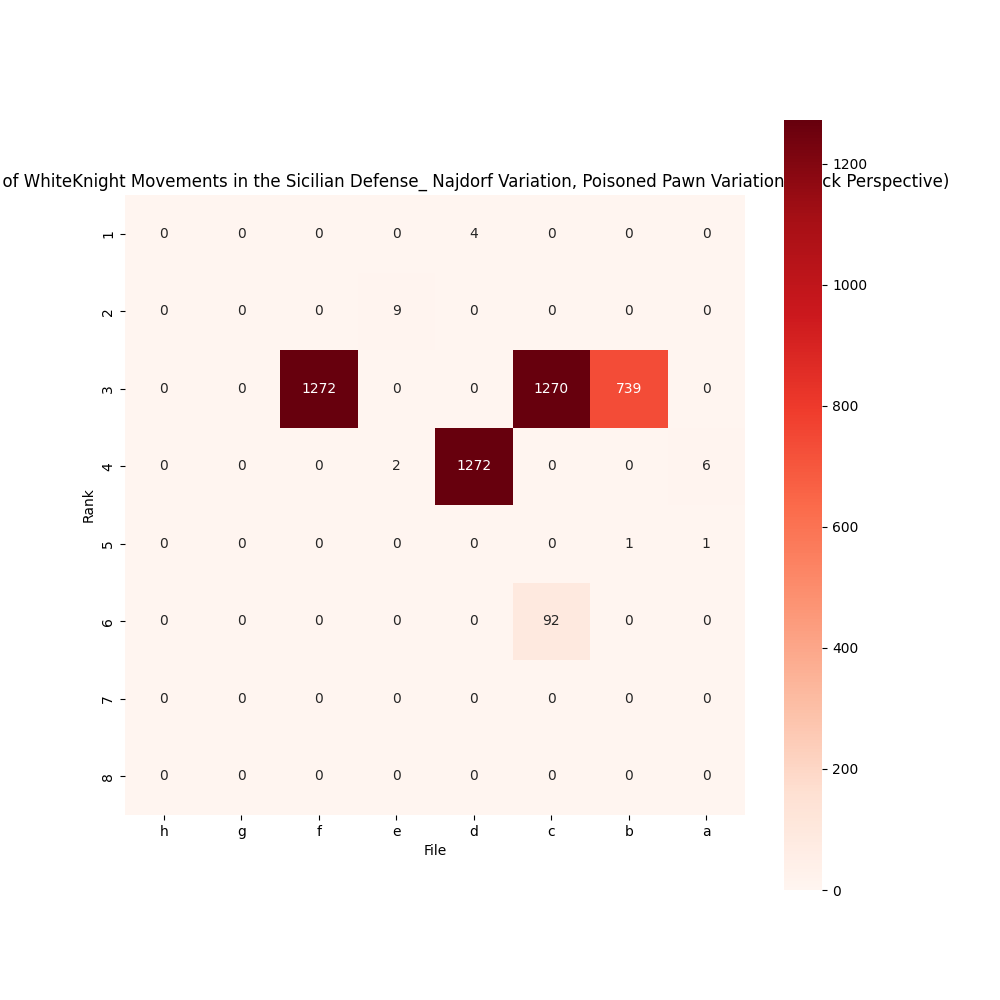 of WhiteKnight Movements in the Sicilian Defense_ Najdorf Variation, Poisoned Pawn Variation ck Perspective)
1 0 0 0 0 4 0 0 0
2 0 0 0 9 0 0 0 0
3 0 0 1272 0 0 1270 739 0
4 0 0 0 2 1272 0 0 6
5 0 0 0 0 0 0 1 1
6 0 0 0 0 0 92 0 0
7 0 0 0 0 0 0 0 0
8 0 0 0 0 0 0 0 0
h g f e d c b a
File
Rank
1200
1000
800
600
400
200
0